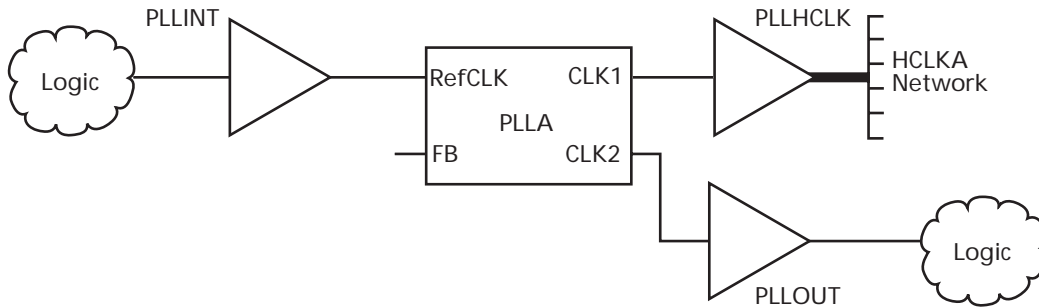 PLLINT
PLLHCLK
Logic
RefCLK
CLK1
HCLKA
Network
PLLA
FB
CLK2
Logic
PLLOUT